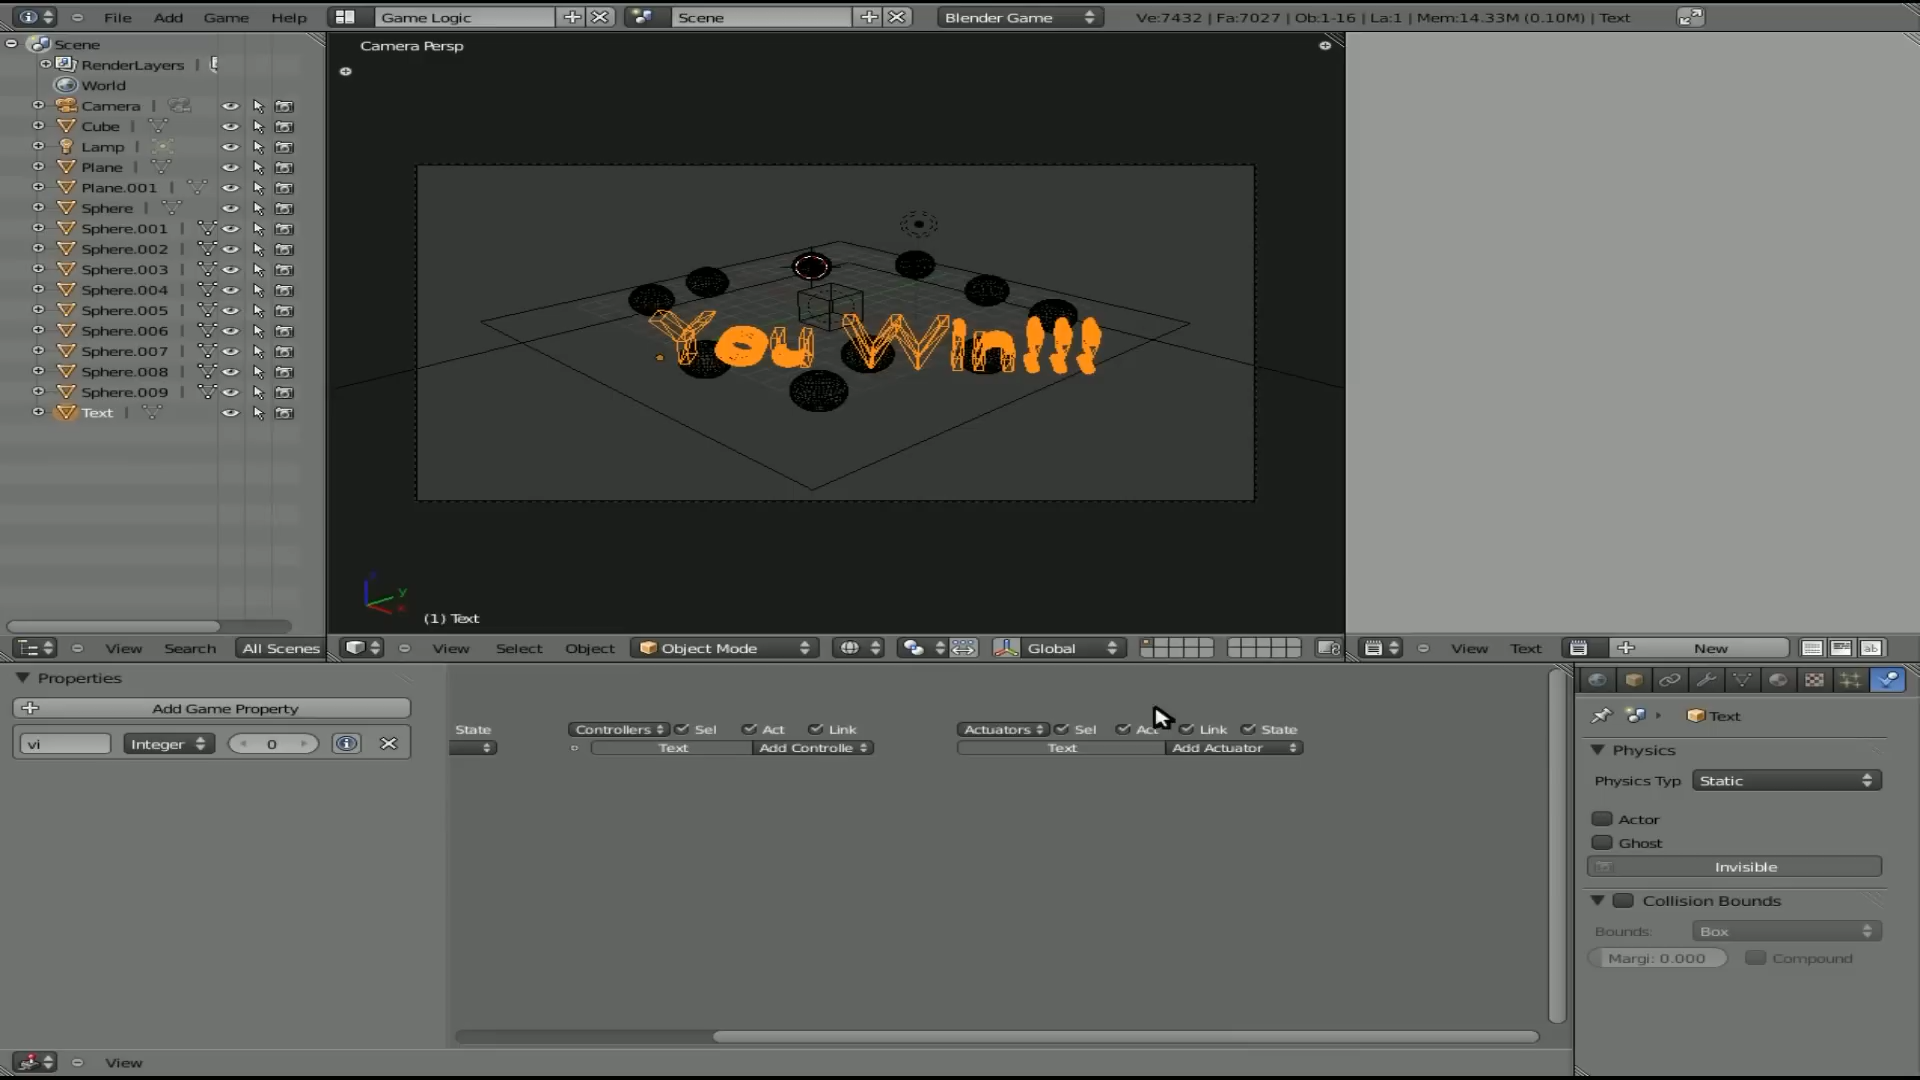 File Add Game Help Game Logic Scene Blender Game Ve:7432 | Fa:7027 | Ob:1-16 | La:1 | Mem:14.33M (0.10M) | Text
Scene
RenderLayers |
World
Camera |
Cube |
Lamp |
Plane |
Plane.001 |
Sphere |
Sphere.001 |
Sphere.002 |
Sphere.003 |
Sphere.004 |
Sphere.005 |
Sphere.006 |
Sphere.007 |
Sphere.008 |
Sphere.009 |
Text |
Camera Persp
You Win!!!
z
y
x
(1) Text
View Search All Scenes
View Select Object Object Mode Global
View Text New
Properties
Add Game Property
vi Integer 0
State Controllers Sel Act Link Actuators Sel Act Link State
Text Add Controlle Text Add Actuator
Text
Physics
Physics Typ Static
Actor
Ghost
Invisible
Collision Bounds
Bounds: Box
Margi: 0.000 Compound
View